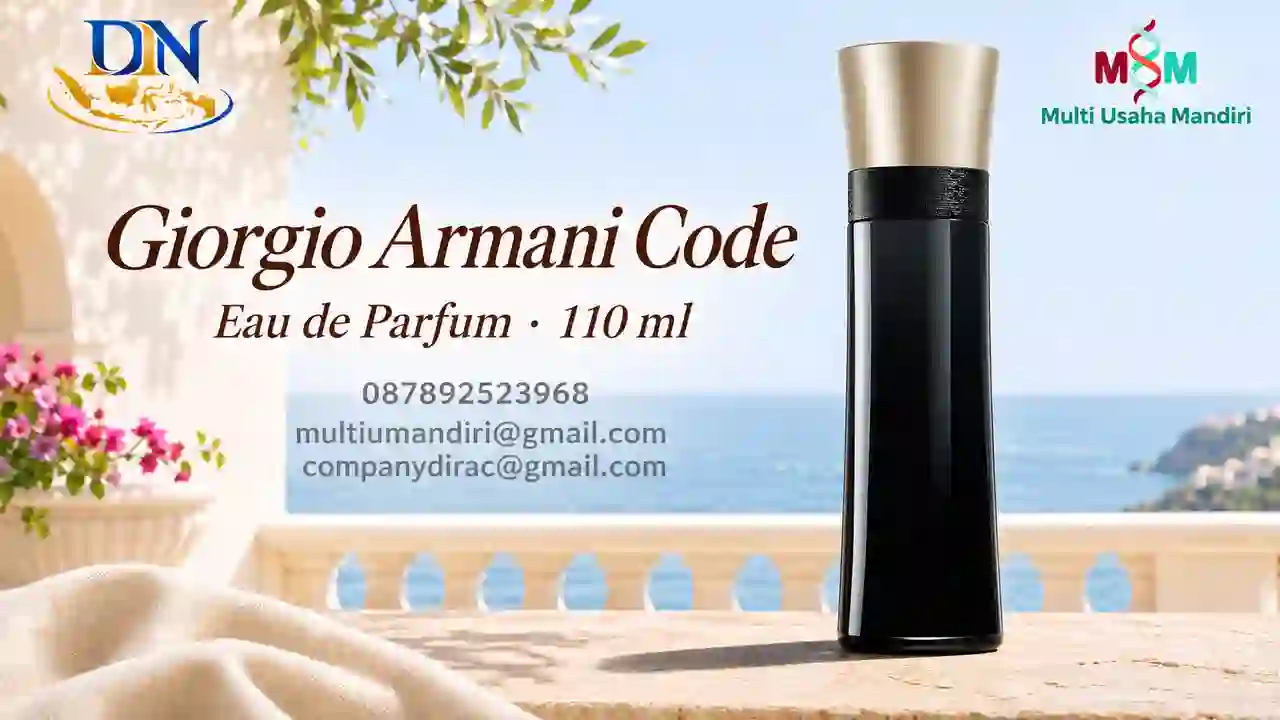 DN
MSM
Multi Usaha Mandiri
Giorgio Armani Code
Eau de Parfum · 110 ml
087892523968
multiumandiri@gmail.com
companydirac@gmail.com